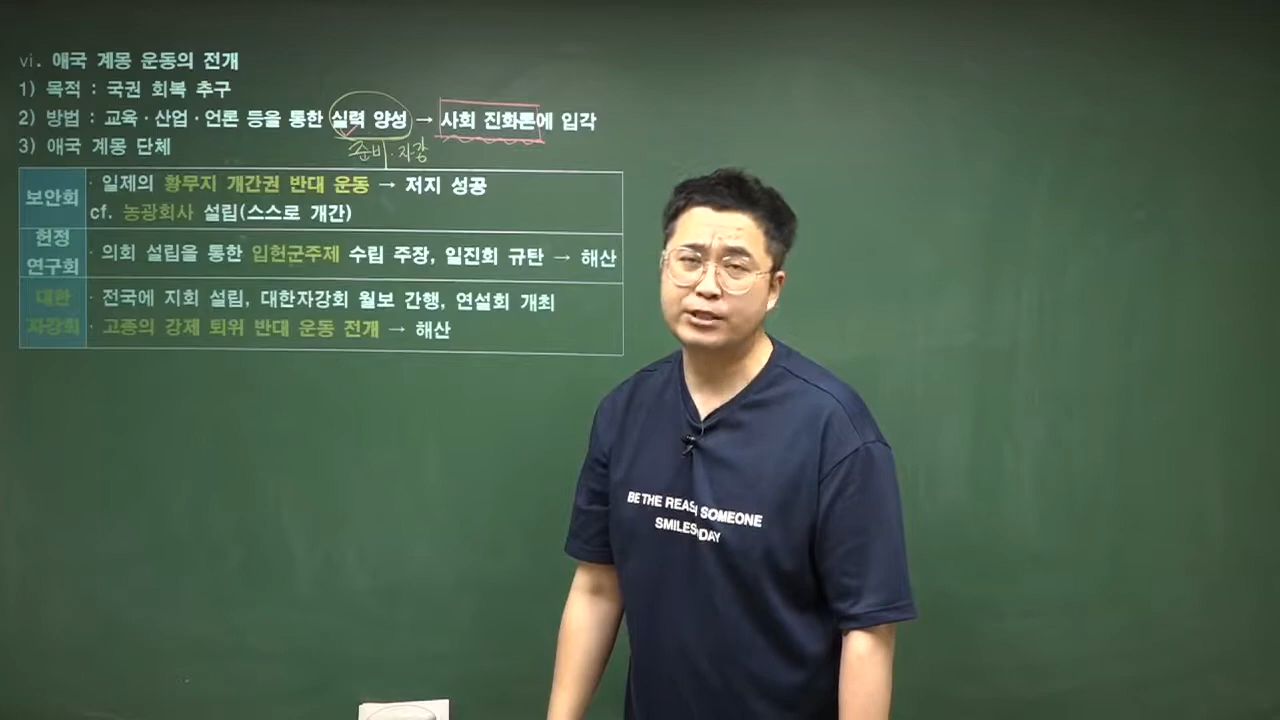 ⅵ. 애국 계몽 운동의 전개
1) 목적 : 국권 회복 추구
2) 방법 : 교육·산업·언론 등을 통한 실력 양성 → 사회 진화론에 입각
준비·자강
3) 애국 계몽 단체
보안회
· 일제의 황무지 개간권 반대 운동 → 저지 성공
cf. 농광회사 설립(스스로 개간)
헌정
연구회
· 의회 설립을 통한 입헌군주제 수립 주장, 일진회 규탄 → 해산
대한
자강회
· 전국에 지회 설립, 대한자강회 월보 간행, 연설회 개최
· 고종의 강제 퇴위 반대 운동 전개 → 해산
BE THE REAS SOMEONE
SMILES DAY